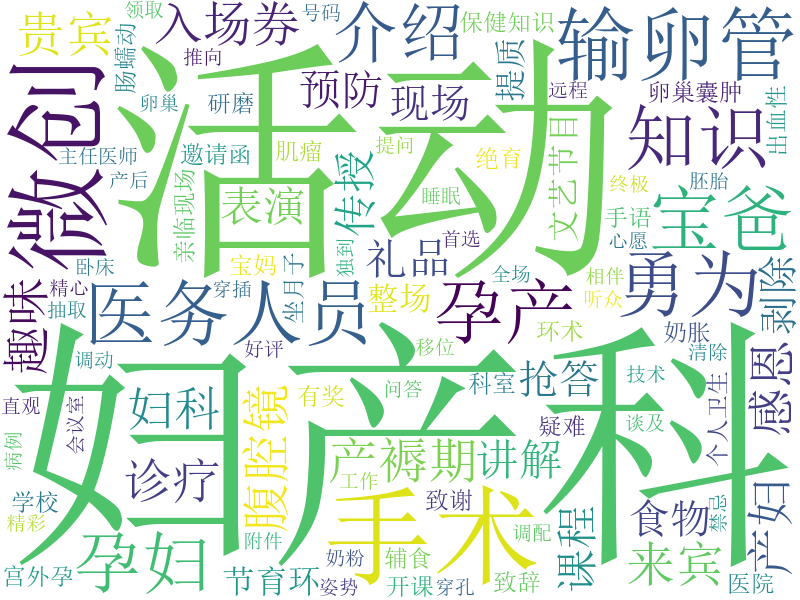 领取
号码
保健知识
贵宾
入场券
介绍
输卵管
肠蠕动
推向
提质
微创
活动
卵巢
研磨
预防
现场
远程
卵巢囊肿
出血性
主任医师
邀请函
肌瘤
提问
绝育
文艺节目
知识
产后
亲临现场
表演
传授
睡眠
终极
胚胎
手语
宝爸
卧床
宝妈
坐月子
礼品
独到
首选
心愿
趣味
精心
穿插
医务人员
整场
孕产
全场
相伴
勇为
剥除
抽取
听众
调动
好评
移位
环术
奶胀
清除
感恩
直观
会议室
妇产科
妇科
腹腔镜
有奖
问答
科室
抢答
技术
疑难
谈及
个人卫生
病例
诊疗
产褥期
讲解
学校
工作
手术
致谢
课程
食物
禁忌
产妇
精彩
孕妇
附件
调配
来宾
宫外孕
节育环
奶粉
辅食
姿势
开课
致辞
穿孔
医院